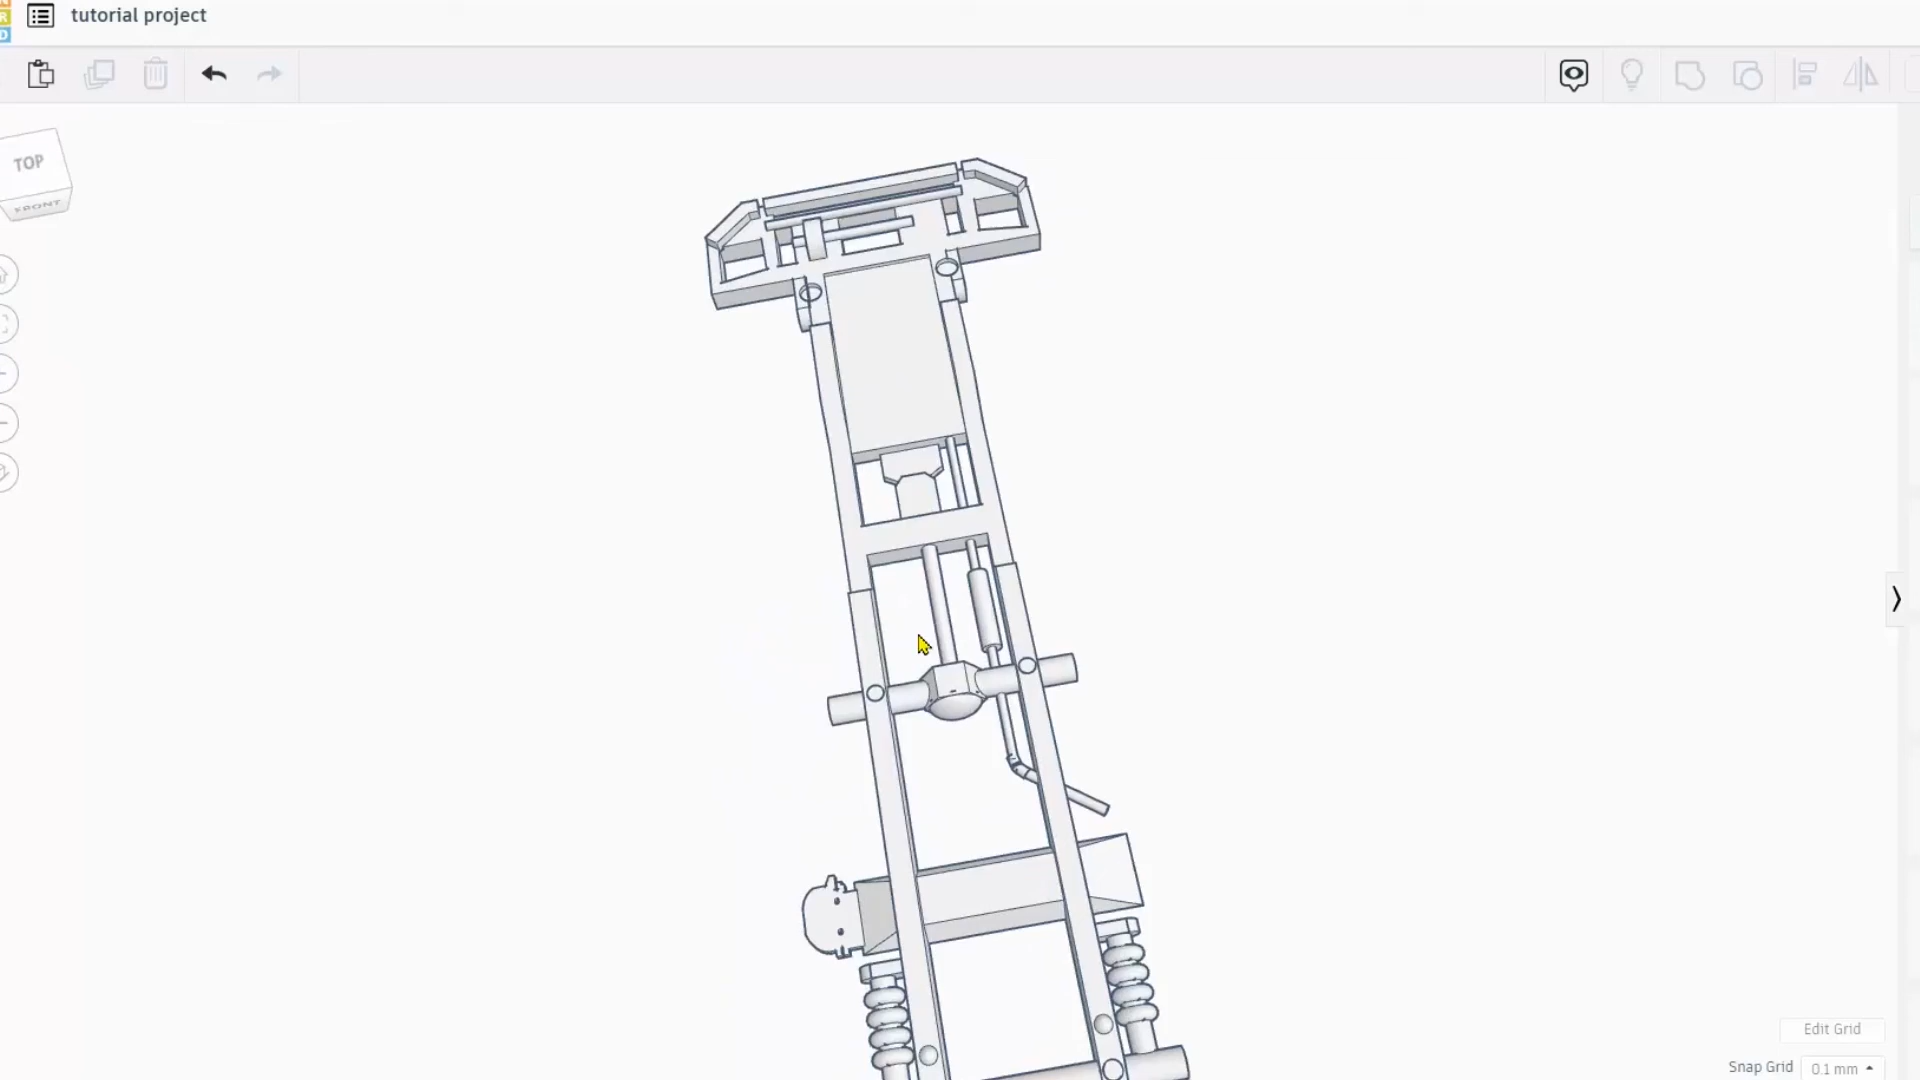 tutorial project
TOP
FRONT
Edit Grid
Snap Grid
0.1 mm